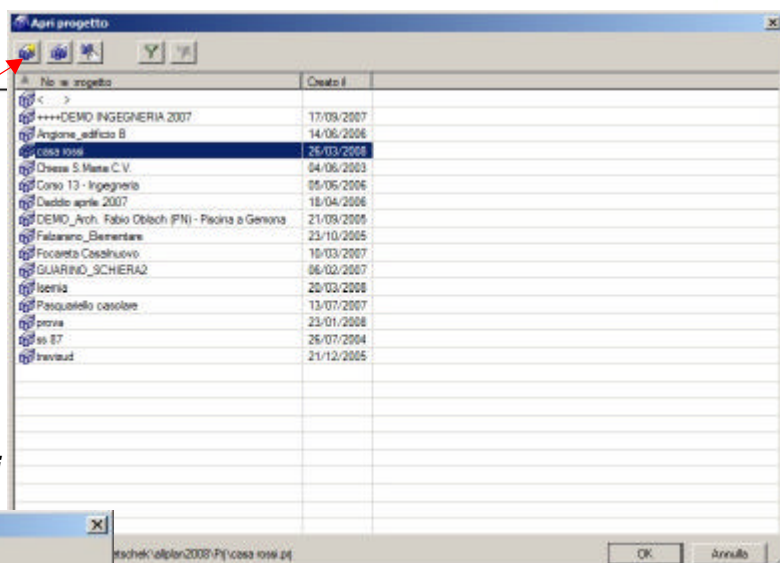 Apri progetto
Creato il
< >
++++DEMO INGEGNERIA 2007 17/09/2007
Angione_edificio B 14/06/2006
casa rossi 26/03/2008
Chiesa S.Maria C.V. 04/06/2003
Corso 13 - Ingegneria 05/06/2006
Daddio aprile 2007 18/04/2006
DEMO_Arch. Fabio Oblach (PN) - Piscina a Gemona 21/09/2005
Falzarano_Elementare 23/10/2005
Focareta Casalnuovo 10/03/2007
GUARINO_SCHIERA2 06/02/2007
Isernia 20/03/2008
Pasquariello casolare 13/07/2007
prova 23/01/2008
ss 87 26/07/2004
21/12/2005
etschek\allplan2008\Prj\casa rossi.prj
OK Annulla